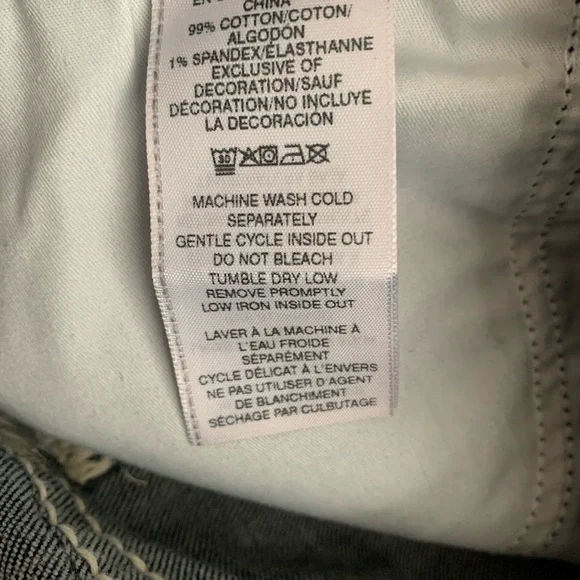 CHINA
99% COTTON/COTON/
ALGODÓN
1% SPANDEX/ÉLASTHANNE
EXCLUSIVE OF
DECORATION/SAUF
DÉCORATION/NO INCLUYE
LA DECORACIÓN
30
MACHINE WASH COLD
SEPARATELY
GENTLE CYCLE INSIDE OUT
DO NOT BLEACH
TUMBLE DRY LOW
REMOVE PROMPTLY
LOW IRON INSIDE OUT
LAVER À LA MACHINE À
L'EAU FROIDE
SÉPARÉMENT
CYCLE DÉLICAT À L'ENVERS
NE PAS UTILISER D'AGENT
DE BLANCHIMENT
SÉCHAGE PAR CULBUTAGE